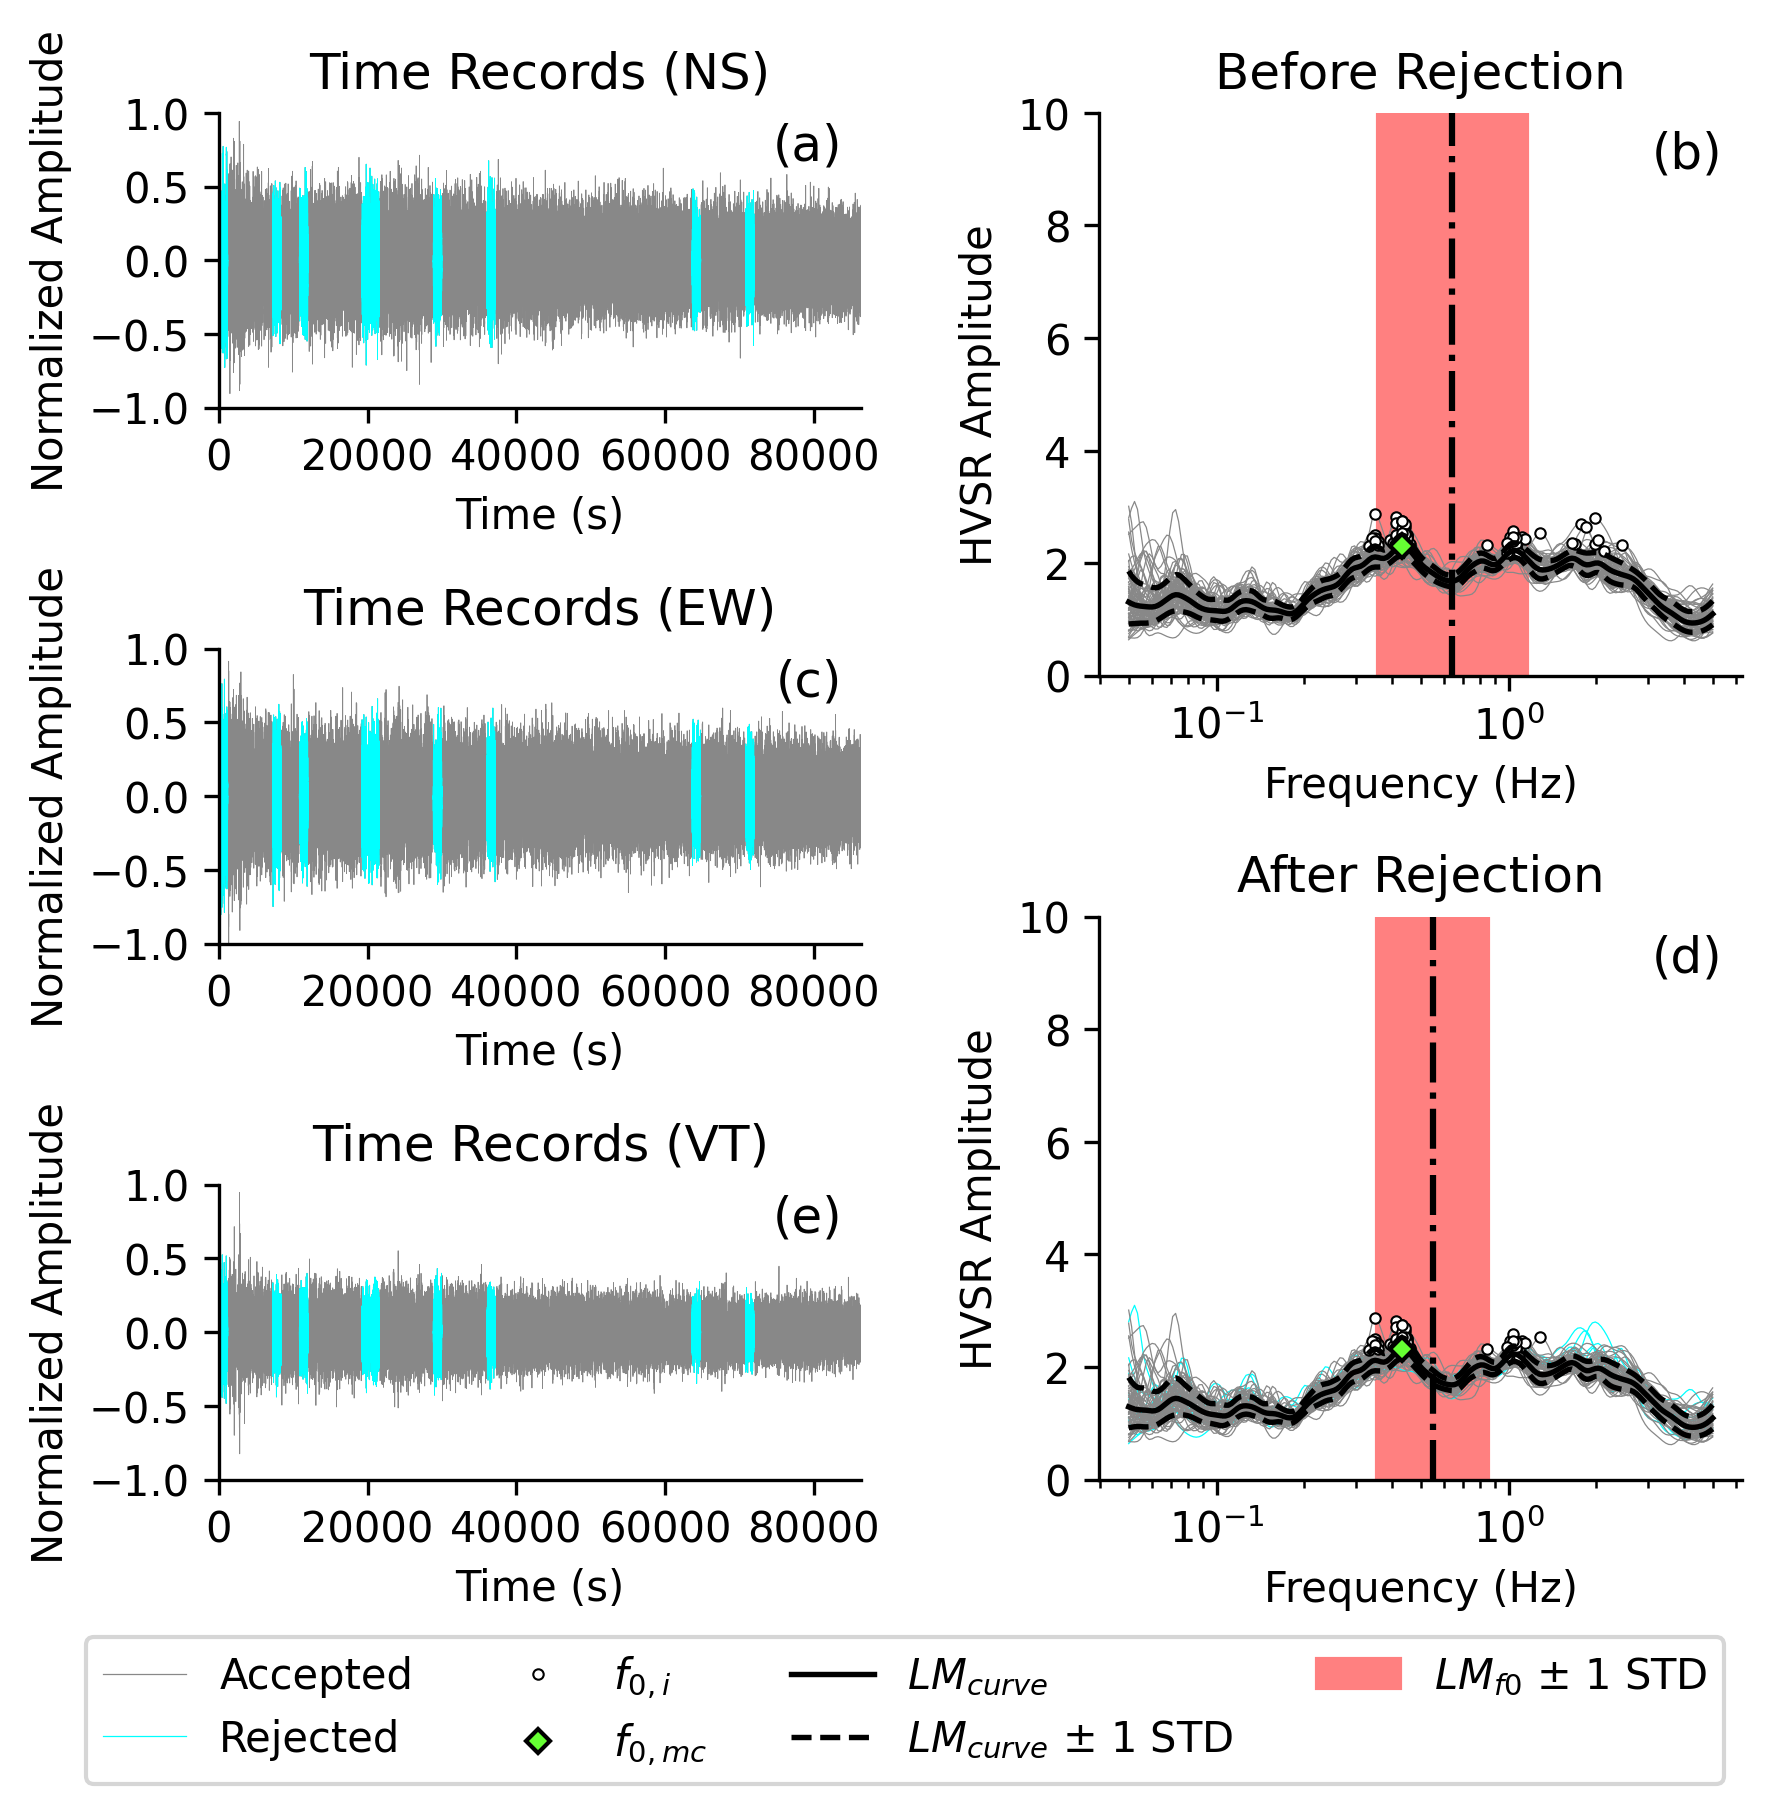 Time Records (NS)
(a)
Normalized Amplitude
1.0
0.5
0.0
−0.5
−1.0
0 20000 40000 60000 80000
Time (s)
Before Rejection
(b)
HVSR Amplitude
10
8
6
4
2
0
10⁻¹ 10⁰
Frequency (Hz)
Time Records (EW)
(c)
Normalized Amplitude
1.0
0.5
0.0
−0.5
−1.0
0 20000 40000 60000 80000
Time (s)
After Rejection
(d)
HVSR Amplitude
10
8
6
4
2
0
10⁻¹ 10⁰
Frequency (Hz)
Time Records (VT)
(e)
Normalized Amplitude
1.0
0.5
0.0
−0.5
−1.0
0 20000 40000 60000 80000
Time (s)
Accepted
Rejected
f0,i
f0,mc
LMcurve
LMcurve ± 1 STD
LMf0 ± 1 STD